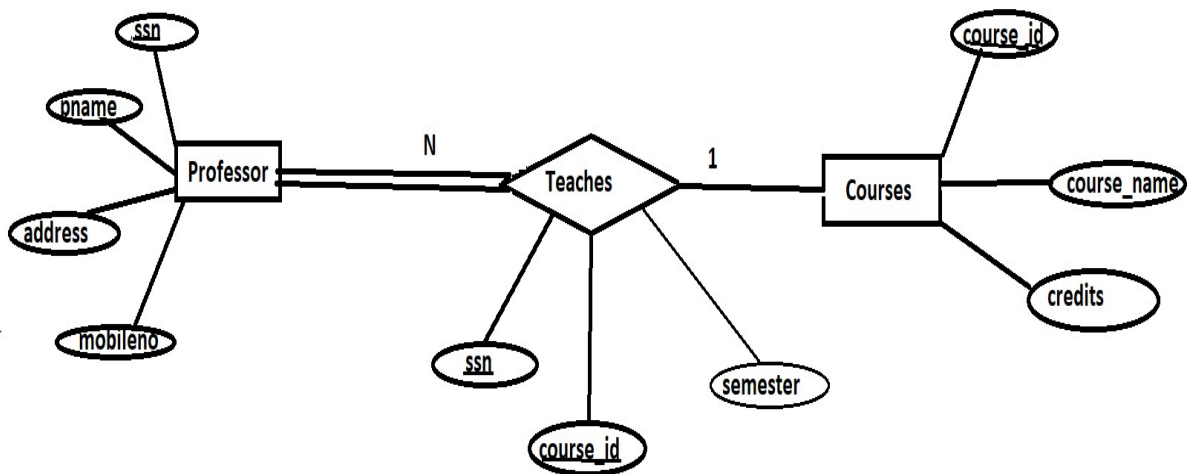 ssn
course_id
pname
N
1
Professor
Teaches
Courses
course_name
address
credits
mobileno
ssn
semester
course_id